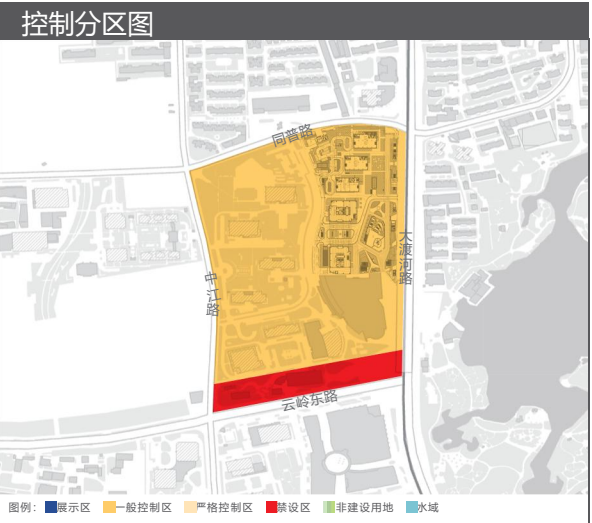 控制分区图
同普路
大渡河路
中江路
云岭东路
图例： 展示区 一般控制区 严格控制区 禁设区 非建设用地 水域